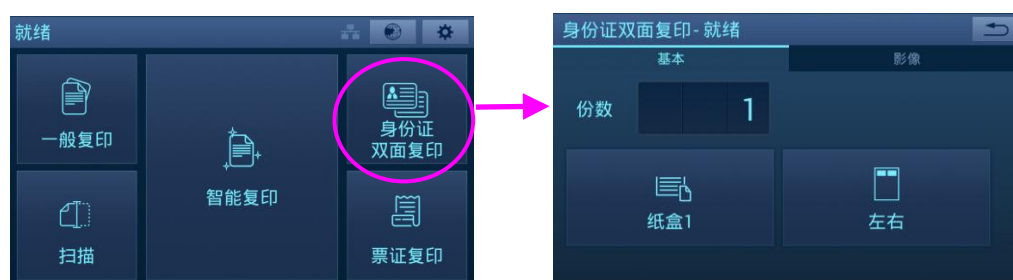 就绪
一般复印
智能复印
身份证
双面复印
扫描
票证复印
身份证双面复印-就绪
基本
影像
份数
1
纸盒1
左右